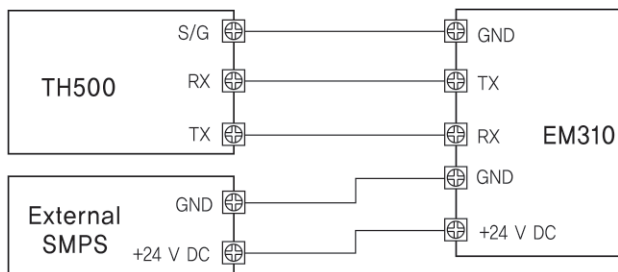 S/G
GND
TH500
RX
TX
TX
RX
EM310
GND
GND
External
SMPS
+24 V DC
+24 V DC